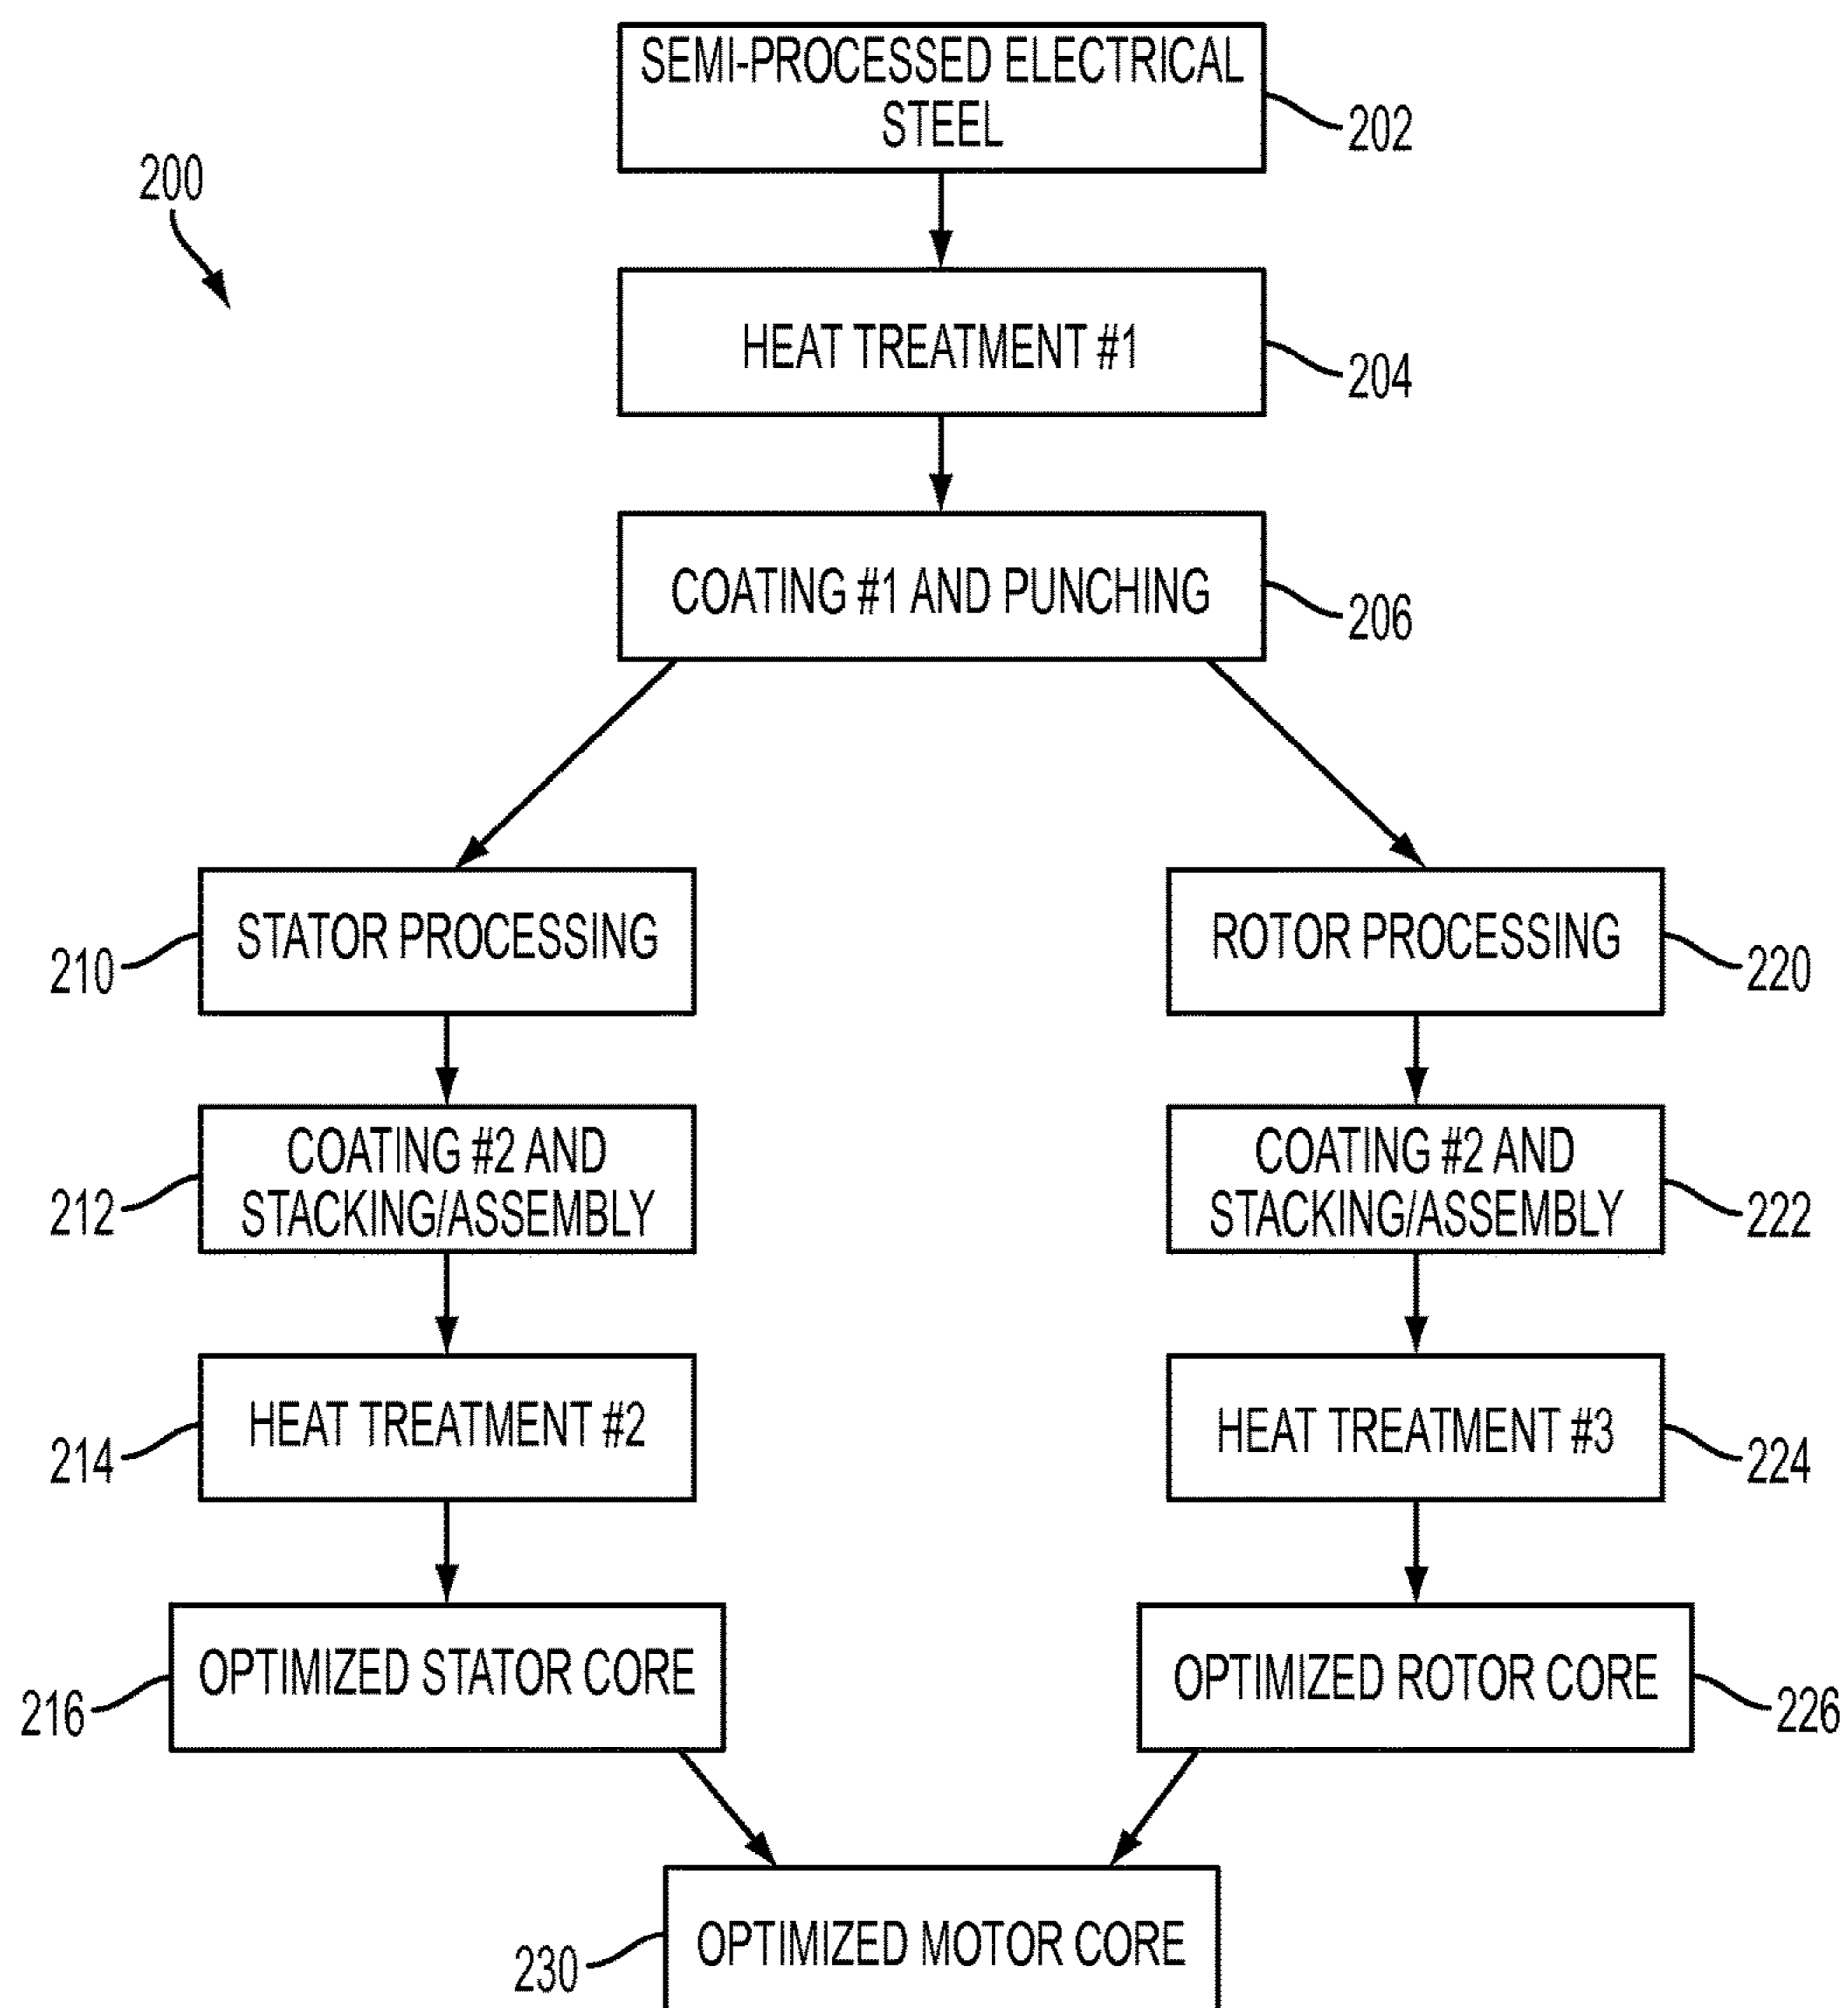 SEMI-PROCESSED ELECTRICAL
STEEL
202
200
HEAT TREATMENT #1
204
COATING #1 AND PUNCHING
206
STATOR PROCESSING
210
ROTOR PROCESSING
220
COATING #2 AND
STACKING/ASSEMBLY
212
COATING #2 AND
STACKING/ASSEMBLY
222
HEAT TREATMENT #2
214
HEAT TREATMENT #3
224
OPTIMIZED STATOR CORE
216
OPTIMIZED ROTOR CORE
226
OPTIMIZED MOTOR CORE
230